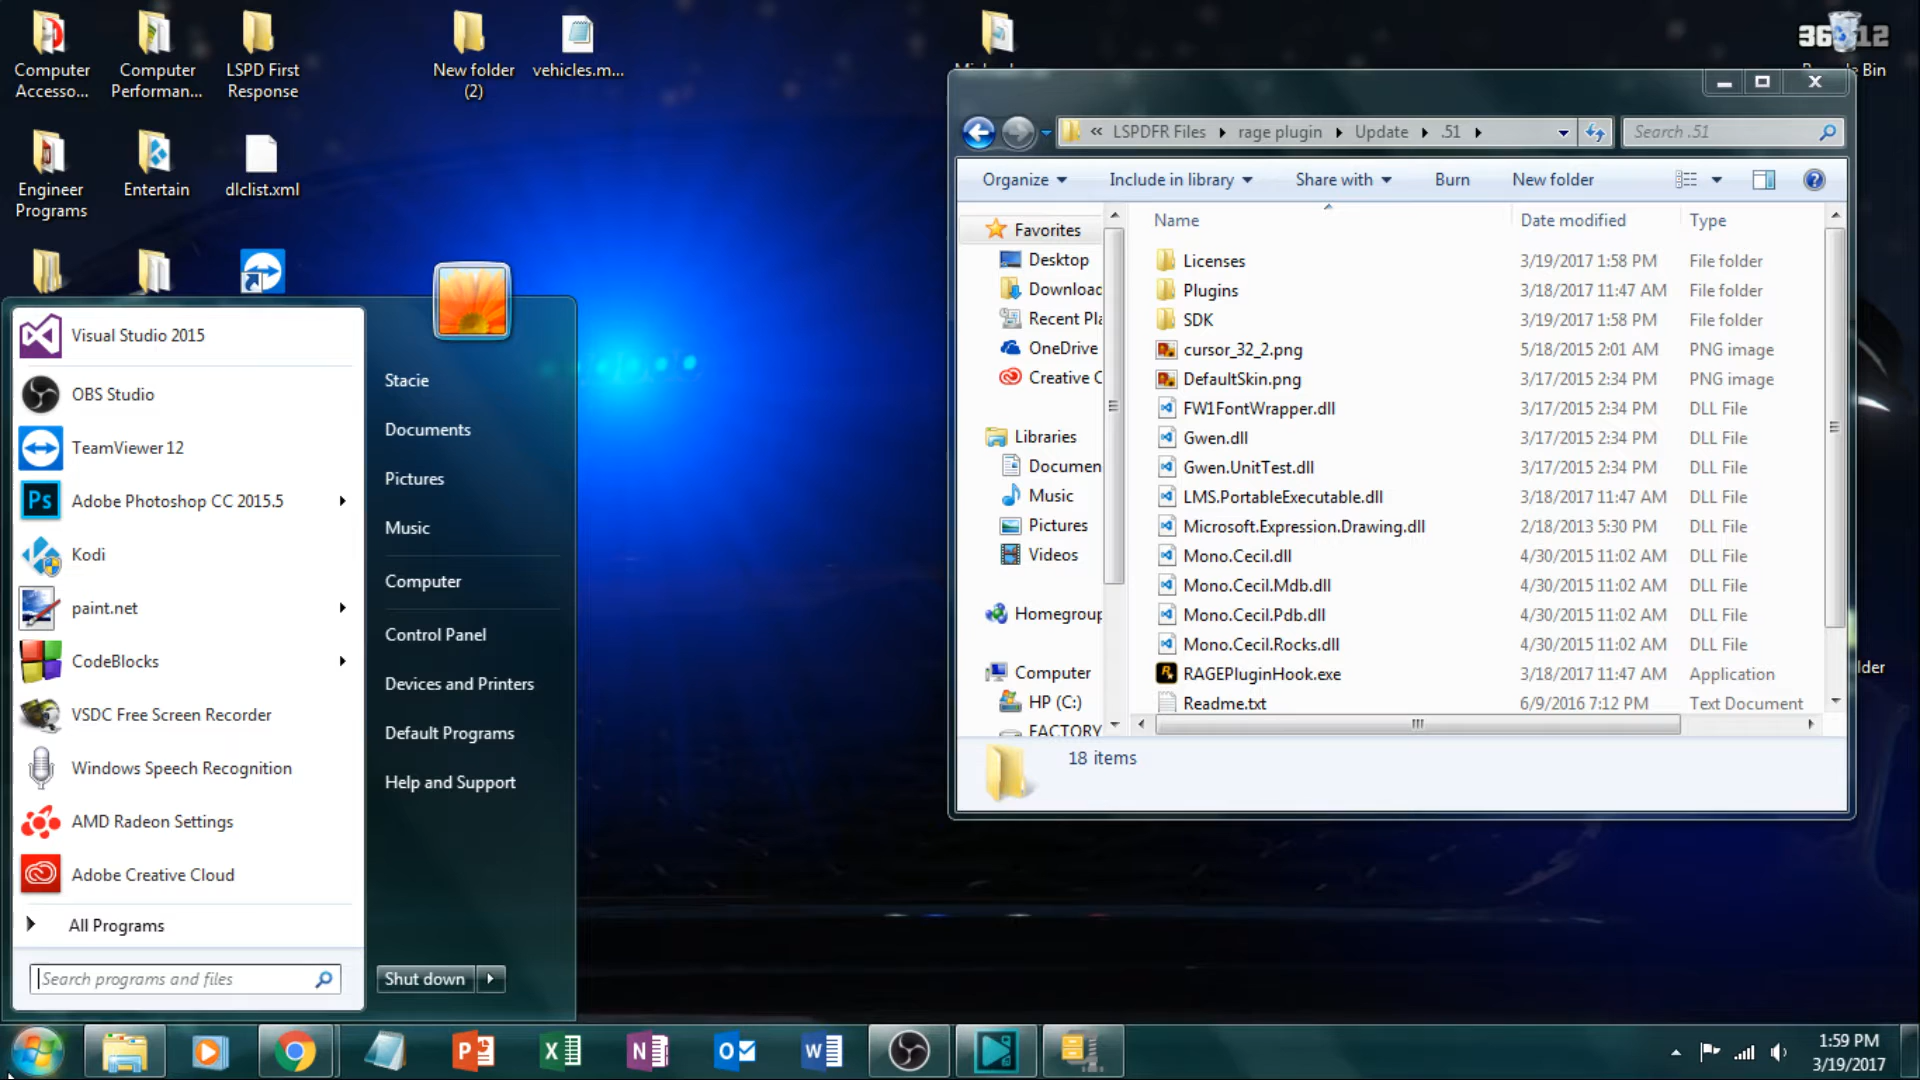 Computer
Accesso...
Computer
Performan...
LSPD First
Response
New folder
(2)
vehicles.m...
Engineer
Programs
Entertain
dlclist.xml
Bin
Visual Studio 2015
OBS Studio
TeamViewer 12
Ps
Adobe Photoshop CC 2015.5
Kodi
paint.net
CodeBlocks
VSDC Free Screen Recorder
Windows Speech Recognition
AMD Radeon Settings
Adobe Creative Cloud
All Programs
Search programs and files
Stacie
Documents
Pictures
Music
Computer
Control Panel
Devices and Printers
Default Programs
Help and Support
Shut down
« LSPDFR Files rage plugin Update .51
Search .51
Organize
Include in library
Share with
Burn
New folder
Favorites
Desktop
Download
Recent Pla
OneDrive
Creative C
Libraries
Documen
Music
Pictures
Videos
Homegroup
Computer
HP (C:)
FACTORY
Name Date modified Type
Licenses 3/19/2017 1:58 PM File folder
Plugins 3/18/2017 11:47 AM File folder
SDK 3/19/2017 1:58 PM File folder
cursor_32_2.png 5/18/2015 2:01 AM PNG image
DefaultSkin.png 3/17/2015 2:34 PM PNG image
FW1FontWrapper.dll 3/17/2015 2:34 PM DLL File
Gwen.dll 3/17/2015 2:34 PM DLL File
Gwen.UnitTest.dll 3/17/2015 2:34 PM DLL File
LMS.PortableExecutable.dll 3/18/2017 11:47 AM DLL File
Microsoft.Expression.Drawing.dll 2/18/2013 5:30 PM DLL File
Mono.Cecil.dll 4/30/2015 11:02 AM DLL File
Mono.Cecil.Mdb.dll 4/30/2015 11:02 AM DLL File
Mono.Cecil.Pdb.dll 4/30/2015 11:02 AM DLL File
Mono.Cecil.Rocks.dll 4/30/2015 11:02 AM DLL File
RAGEPluginHook.exe 3/18/2017 11:47 AM Application
Readme.txt 6/9/2016 7:12 PM Text Document
18 items
lder
1:59 PM
3/19/2017